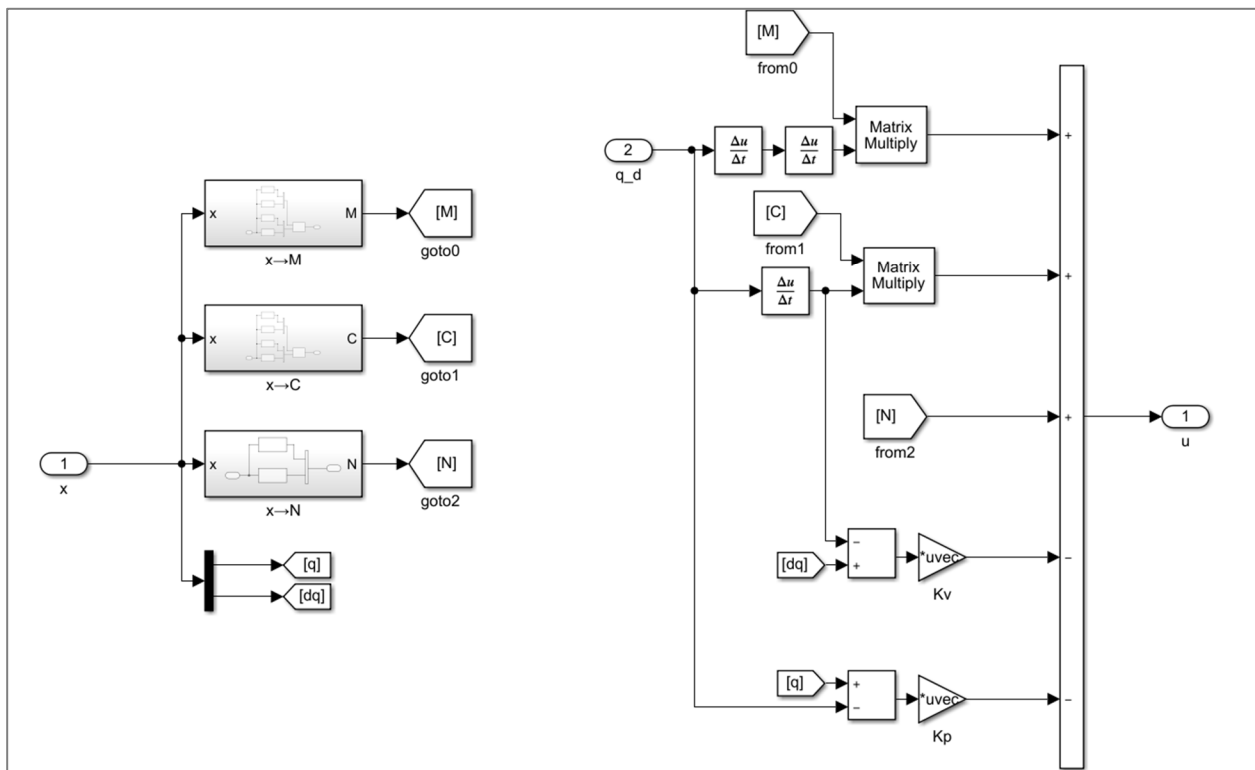 [M]
from0
Matrix
Multiply
+
Δu
Δt
Δu
Δt
2
q_d
x
M
[M]
goto0
x→M
[C]
from1
Matrix
Multiply
+
Δu
Δt
x
C
[C]
goto1
x→C
[N]
from2
+
1
u
1
x
x
N
[N]
goto2
x→N
[q]
[dq]
[dq]
−
+
*uvec
Kv
−
[q]
+
−
*uvec
Kp
−